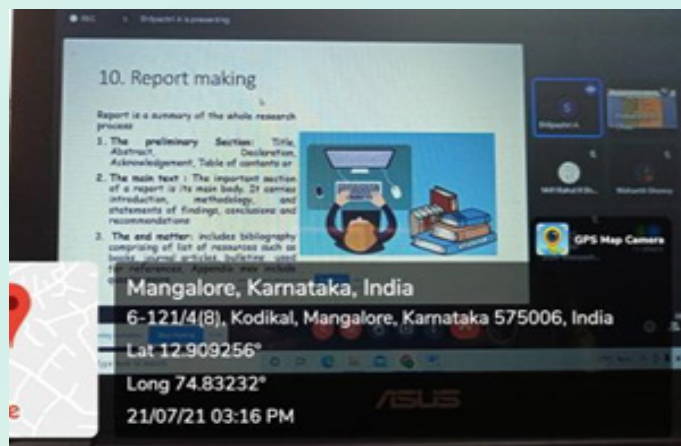 REC
Shilpashri A is presenting
10. Report making
Report is a summary of the whole research
process
1. The preliminary Section: Title,
Abstract, Declaration,
Acknowledgement, Table of contents or
2. The main text : The important section
of a report is its main body. It carries
introduction, methodology, and
statements of findings, conclusions and
recommendations
3. The end matter: includes bibliography
comprising of list of resources such as
books, journal articles, bulletins used
for references. Appendix may include
Shilpashri A
GPS Map Camera
Mangalore, Karnataka, India
6-121/4(8), Kodikal, Mangalore, Karnataka 575006, India
Lat 12.909256°
Long 74.83232°
21/07/21 03:16 PM
ASUS